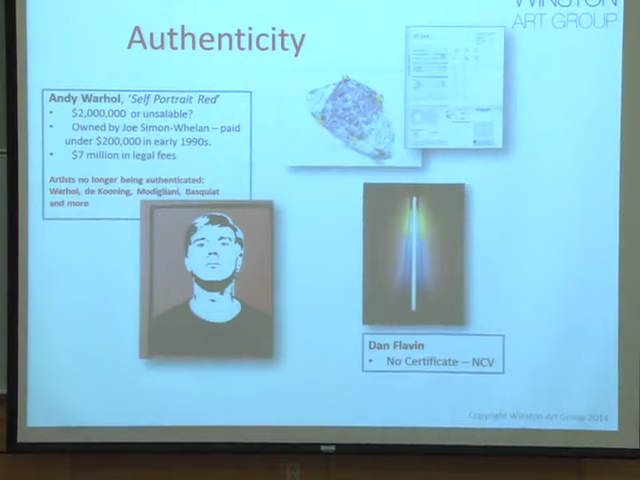 WINSTON
ART GROUP
Authenticity
Andy Warhol, 'Self Portrait Red'
• $2,000,000 or unsalable?
• Owned by Joe Simon-Whelan – paid
under $200,000 in early 1990s.
• $7 million in legal fees
Artists no longer being authenticated:
Warhol, de Kooning, Modigliani, Basquiat
and more
Dan Flavin
• No Certificate – NCV
Copyright Winston Art Group 2014